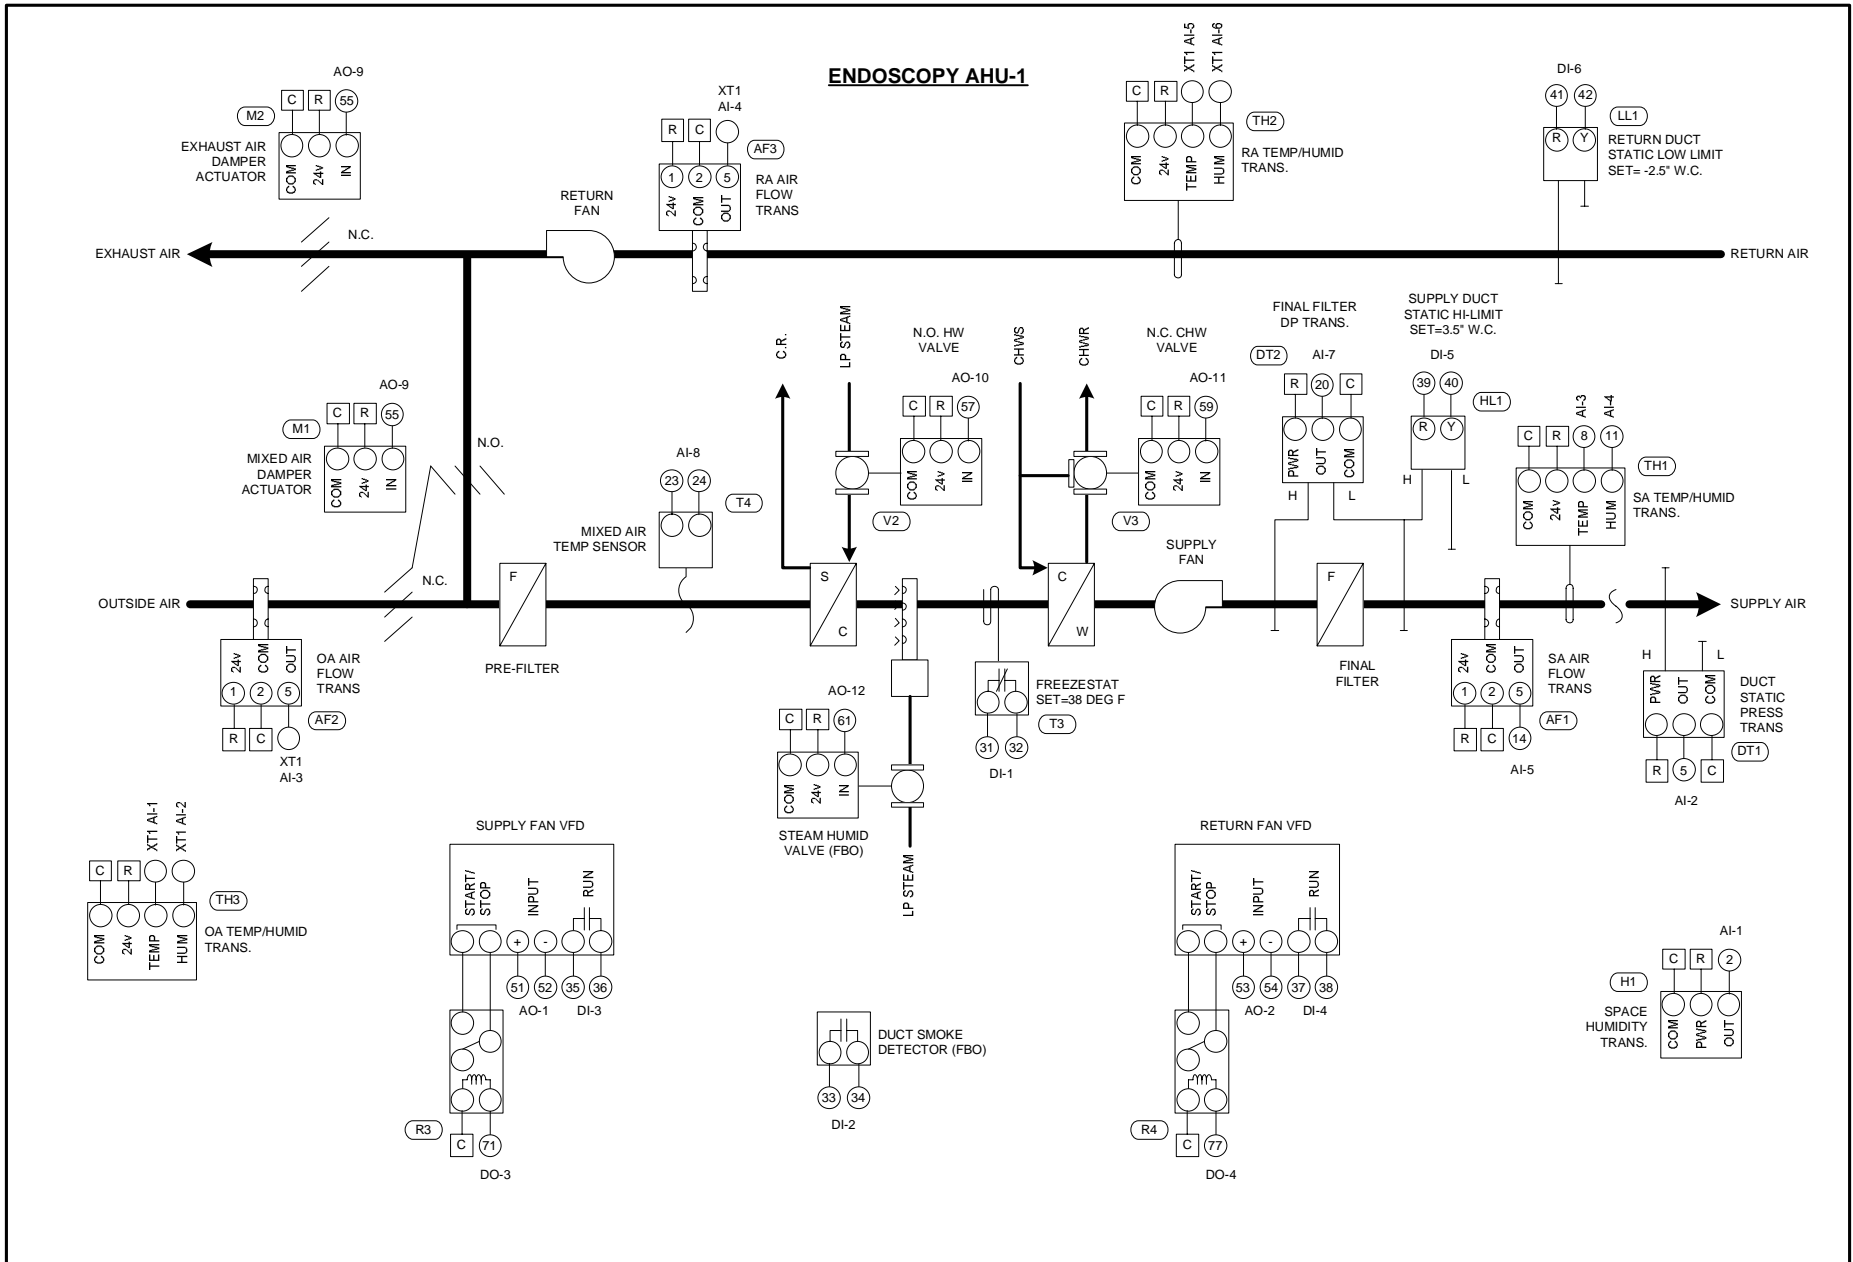 ENDOSCOPY AHU-1
AO-9
C R 55
M2
EXHAUST AIR
DAMPER
ACTUATOR
COM 24v IN
N.C.
EXHAUST AIR
RETURN
FAN
XT1
AI-4
R C
AF3
1 2 5
24v COM OUT
RA AIR
FLOW
TRANS
XT1 AI-5
XT1 AI-6
C R
TH2
COM 24v TEMP HUM
RA TEMP/HUMID
TRANS.
DI-6
41 42
LL1
R Y
RETURN DUCT
STATIC LOW LIMIT
SET= -2.5" W.C.
RETURN AIR
AO-9
C R 55
M1
MIXED AIR
DAMPER
ACTUATOR
COM 24v IN
N.O.
N.C.
OUTSIDE AIR
24v COM OUT
1 2 5
OA AIR
FLOW
TRANS
AF2
R C
XT1
AI-3
F
PRE-FILTER
AI-8
23 24
T4
MIXED AIR
TEMP SENSOR
C.R.
LP STEAM
N.O. HW
VALVE
AO-10
C R 57
COM 24v IN
V2
S
C
CHWS
CHWR
N.C. CHW
VALVE
AO-11
C R 59
COM 24v IN
V3
C
W
SUPPLY
FAN
FINAL FILTER
DP TRANS.
DT2
AI-7
R 20 C
PWR OUT COM
H L
SUPPLY DUCT
STATIC HI-LIMIT
SET=3.5" W.C.
DI-5
39 40
HL1
R Y
H L
F
FINAL
FILTER
AI-3
AI-4
C R 8 11
TH1
COM 24v TEMP HUM
SA TEMP/HUMID
TRANS.
SUPPLY AIR
24v COM OUT
1 2 5
SA AIR
FLOW
TRANS
AF1
R C 14
AI-5
H L
PWR OUT COM
DUCT
STATIC
PRESS
TRANS
DT1
R 5 C
AI-2
FREEZESTAT
SET=38 DEG F
T3
31 32
DI-1
AO-12
C R 61
COM 24v IN
STEAM HUMID
VALVE (FBO)
LP STEAM
XT1 AI-1
XT1 AI-2
C R
TH3
COM 24v TEMP HUM
OA TEMP/HUMID
TRANS.
SUPPLY FAN VFD
START/
STOP
INPUT
RUN
+ -
51 52 35 36
AO-1 DI-3
R3
C 71
DO-3
DUCT SMOKE
DETECTOR (FBO)
33 34
DI-2
RETURN FAN VFD
START/
STOP
INPUT
RUN
+ -
53 54 37 38
AO-2 DI-4
R4
C 77
DO-4
AI-1
C R 2
H1
SPACE
HUMIDITY
TRANS.
COM PWR OUT